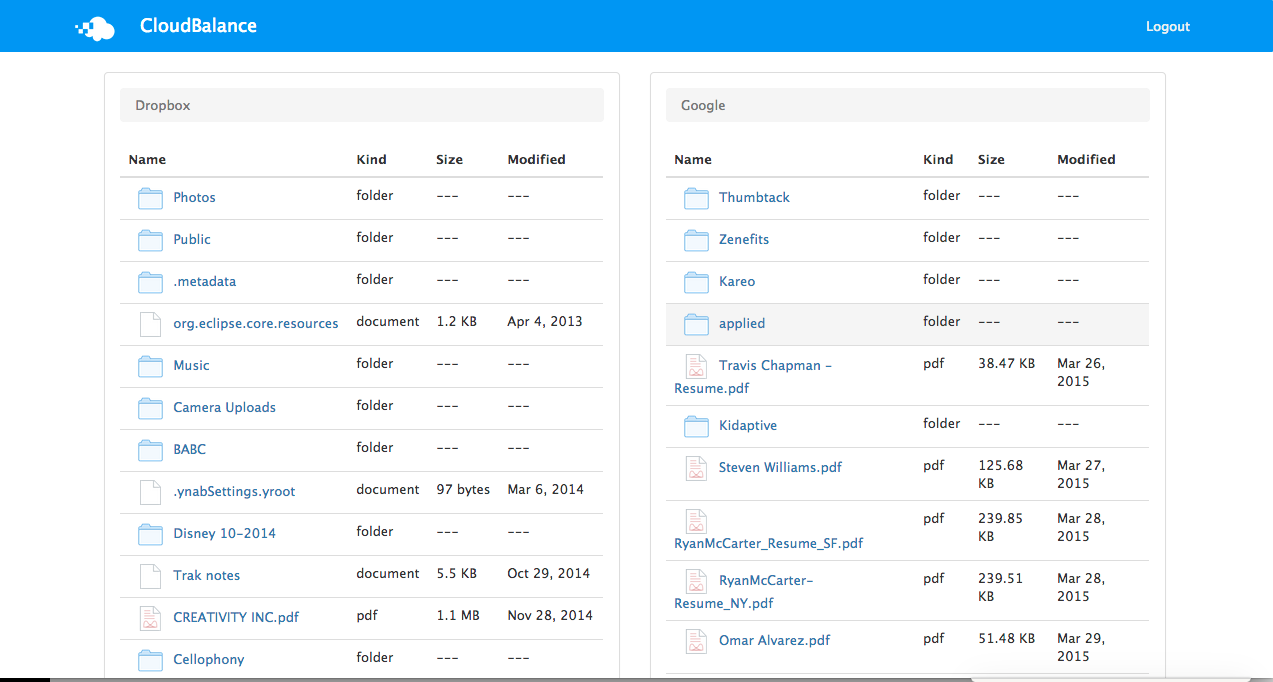 CloudBalance
Logout
Dropbox
Name Kind Size Modified
Photos folder --- ---
Public folder --- ---
.metadata folder --- ---
org.eclipse.core.resources document 1.2 KB Apr 4, 2013
Music folder --- ---
Camera Uploads folder --- ---
BABC folder --- ---
.ynabSettings.yroot document 97 bytes Mar 6, 2014
Disney 10-2014 folder --- ---
Trak notes document 5.5 KB Oct 29, 2014
CREATIVITY INC.pdf pdf 1.1 MB Nov 28, 2014
Cellophony folder --- ---
Google
Name Kind Size Modified
Thumbtack folder --- ---
Zenefits folder --- ---
Kareo folder --- ---
applied folder --- ---
Travis Chapman - pdf 38.47 KB Mar 26,
Resume.pdf 2015
Kidaptive folder --- ---
Steven Williams.pdf pdf 125.68 Mar 27,
KB 2015
pdf 239.85 Mar 28,
RyanMcCarter_Resume_SF.pdf KB 2015
RyanMcCarter- pdf 239.51 Mar 28,
Resume_NY.pdf KB 2015
Omar Alvarez.pdf pdf 51.48 KB Mar 29,
2015